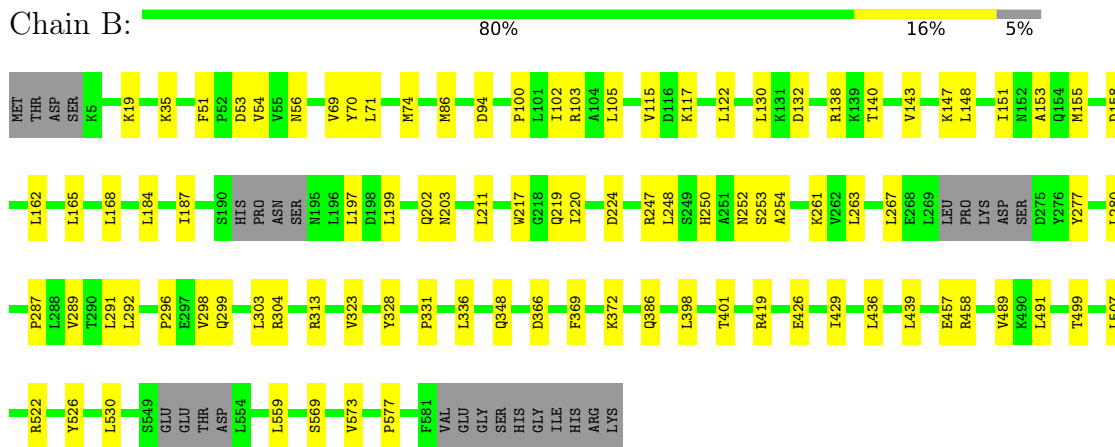 Chain B:
80% 16% 5%
MET THR ASP SER K5 K19 K35 F51 P52 D53 V54 V55 N56 V69 Y70 L71 M74 M86 D94 P100 L101 I102 R103 A104 L105 V115 D116 K117 L122 L130 K131 D132 R138 K139 T140 V143 K147 L148 I151 N152 A153 Q154 M155
L162 L165 L168 L184 I187 S190 HIS PRO ASN SER N195 L196 L197 D198 L199 Q202 N203 L211 W217 G218 Q219 I220 D224 R247 L248 S249 H250 A251 N252 S253 A254 K261 V262 L263 L267 E268 L269 LEU PRO LYS ASP SER D275 Y276 Y277
P287 L288 V289 T290 L291 L292 P296 E297 V298 Q299 L303 R304 R313 V323 Y328 P331 L336 Q348 D366 F369 K372 Q386 L398 T401 R419 E426 I429 L436 L439 E457 R458 V489 K490 L491 T499
R522 Y526 L530 S549 GLU GLU THR ASP L554 L559 S569 V573 P577 F581 VAL GLU GLY SER HIS GLY ILE HIS ARG LYS